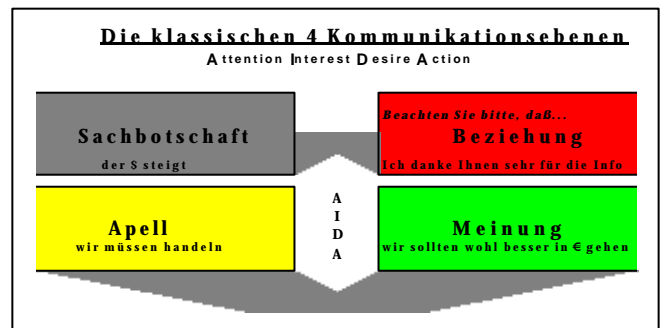 Die klassischen 4 Kommunikationsebenen
Attention Interest Desire Action
Sachbotschaft
der $ steigt
Beachten Sie bitte, daß...
Beziehung
Ich danke Ihnen sehr für die Info
Apell
wir müssen handeln
A
I
D
A
Meinung
wir sollten wohl besser in € gehen